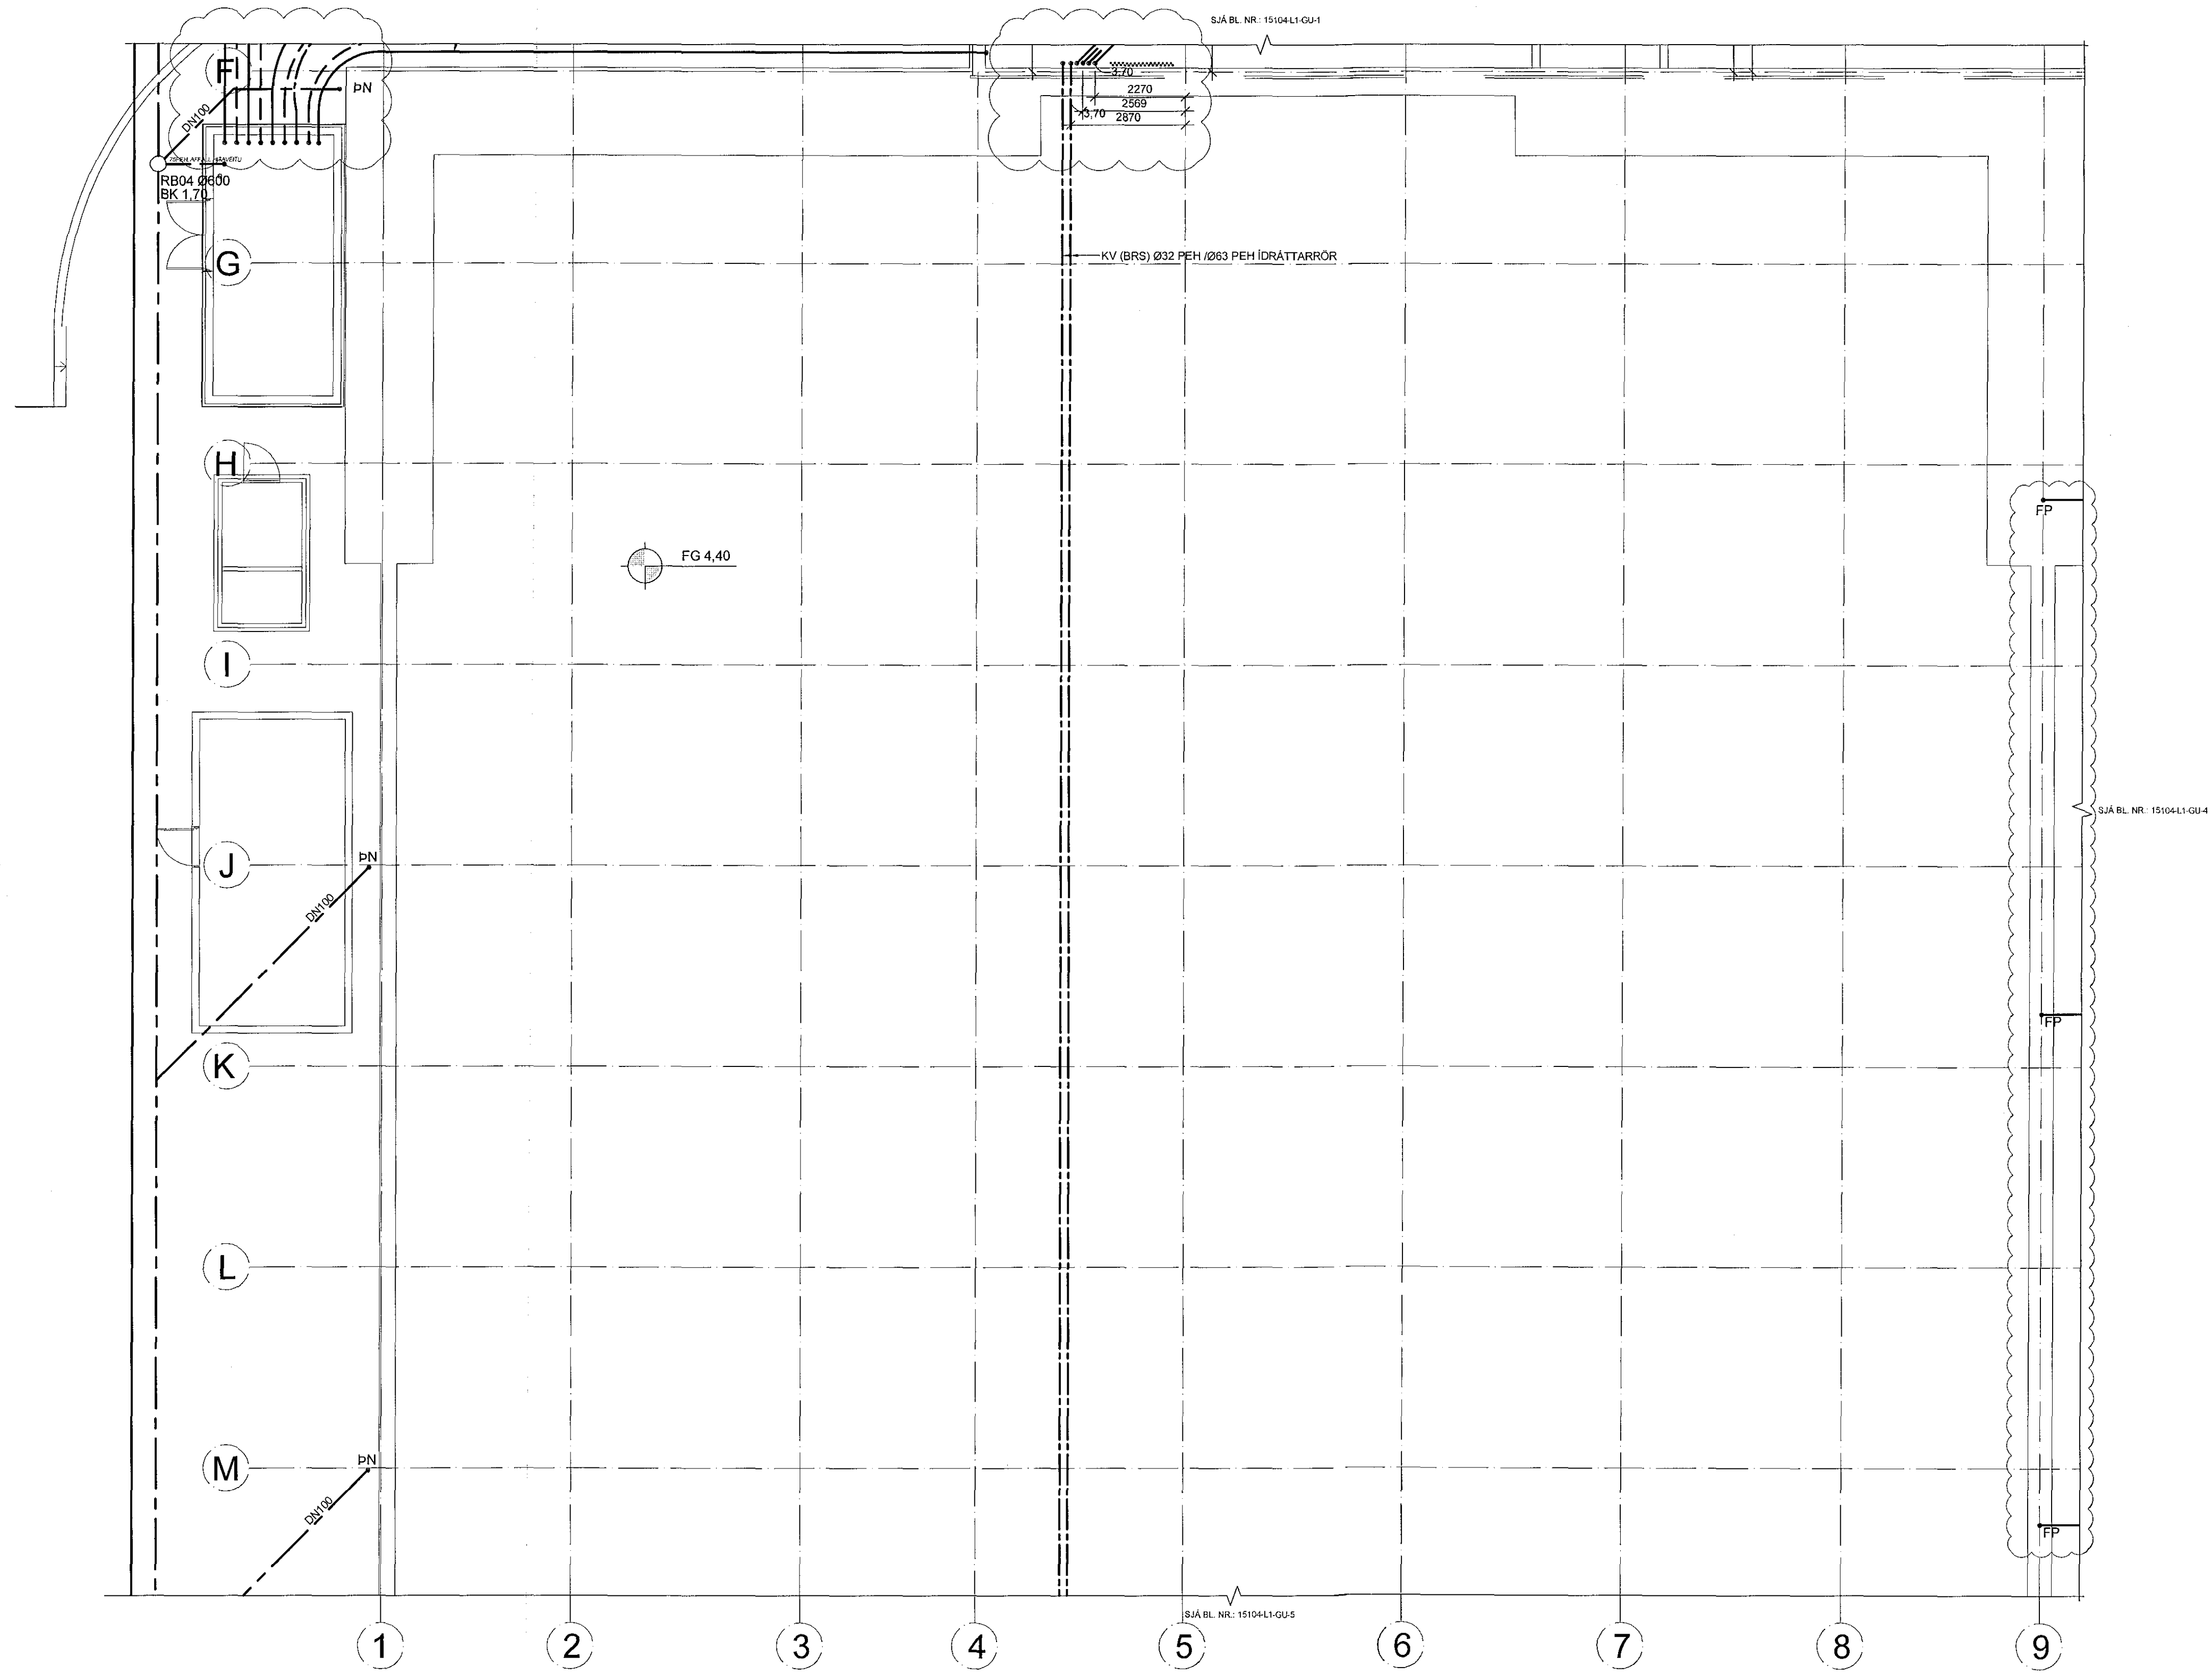 SJÁ BL. NR.: 15104-L1-GU-1
F
ÞN
DN100
3,70
2270
2569
3,70
2870
RB04 Ø600
BK 1,70
G
KV (BRS) Ø32 PEH /Ø63 PEH ÍDRÁTTARRÖR
H
FP
FG 4,40
I
SJÁ BL. NR.: 15104-L1-GU-4
J
ÞN
DN100
FP
K
L
M
ÞN
DN100
FP
SJÁ BL. NR.: 15104-L1-GU-5
1
2
3
4
5
6
7
8
9